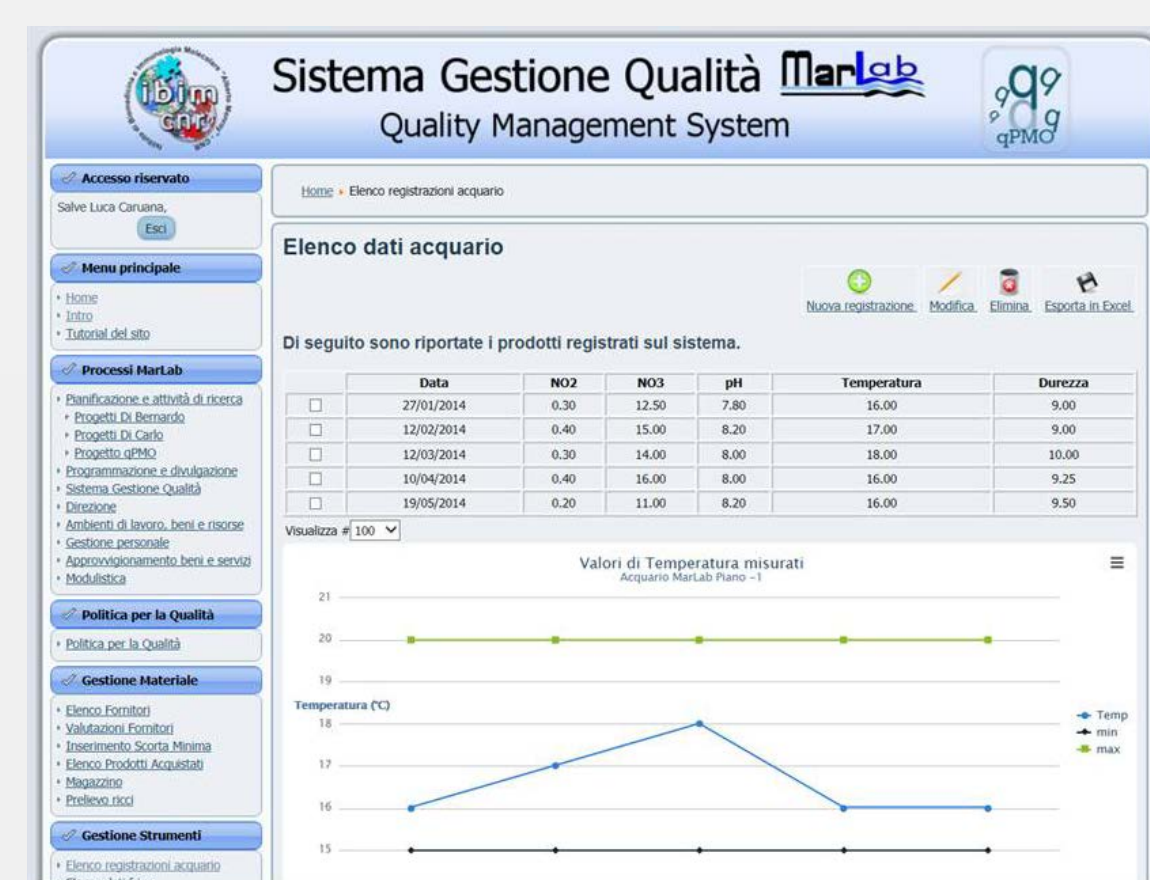 ibim
cnr
Sistema Gestione Qualità MarLab
Quality Management System
qPMO
Accesso riservato
Salve Luca Caruana,
Esci
Menu principale
Home
Intro
Tutorial del sito
Processi MarLab
Pianificazione e attività di ricerca
Progetti Di Bernardo
Progetti Di Carlo
Progetto qPMO
Programmazione e divulgazione
Sistema Gestione Qualità
Direzione
Ambienti di lavoro, beni e risorse
Gestione personale
Approvvigionamento beni e servizi
Modulistica
Politica per la Qualità
Politica per la Qualità
Gestione Materiale
Elenco Fornitori
Valutazioni Fornitori
Inserimento Scorta Minima
Elenco Prodotti Acquistati
Magazzino
Prelievo ricci
Gestione Strumenti
Elenco registrazioni acquario
Home Elenco registrazioni acquario
Elenco dati acquario
Nuova registrazione Modifica Elimina Esporta in Excel
Di seguito sono riportate i prodotti registrati sul sistema.
Data NO2 NO3 pH Temperatura Durezza
27/01/2014 0.30 12.50 7.80 16.00 9.00
12/02/2014 0.40 15.00 8.20 17.00 9.00
12/03/2014 0.30 14.00 8.00 18.00 10.00
10/04/2014 0.40 16.00 8.00 16.00 9.25
19/05/2014 0.20 11.00 8.20 16.00 9.50
Visualizza # 100
Valori di Temperatura misurati
Acquario MarLab Piano -1
21
20
19
Temperatura (°C)
18
17
16
15
Temp
min
max